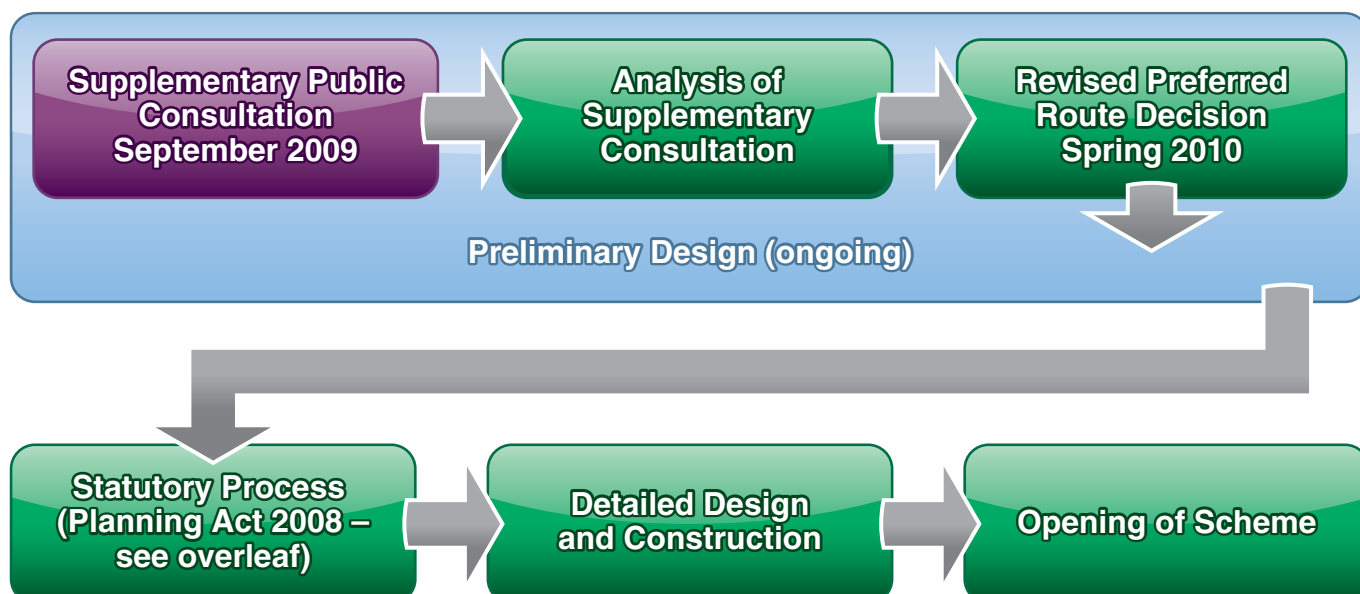 Supplementary Public
Consultation
September 2009
Analysis of
Supplementary
Consultation
Revised Preferred
Route Decision
Spring 2010
Preliminary Design (ongoing)
Statutory Process
(Planning Act 2008 –
see overleaf)
Detailed Design
and Construction
Opening of Scheme